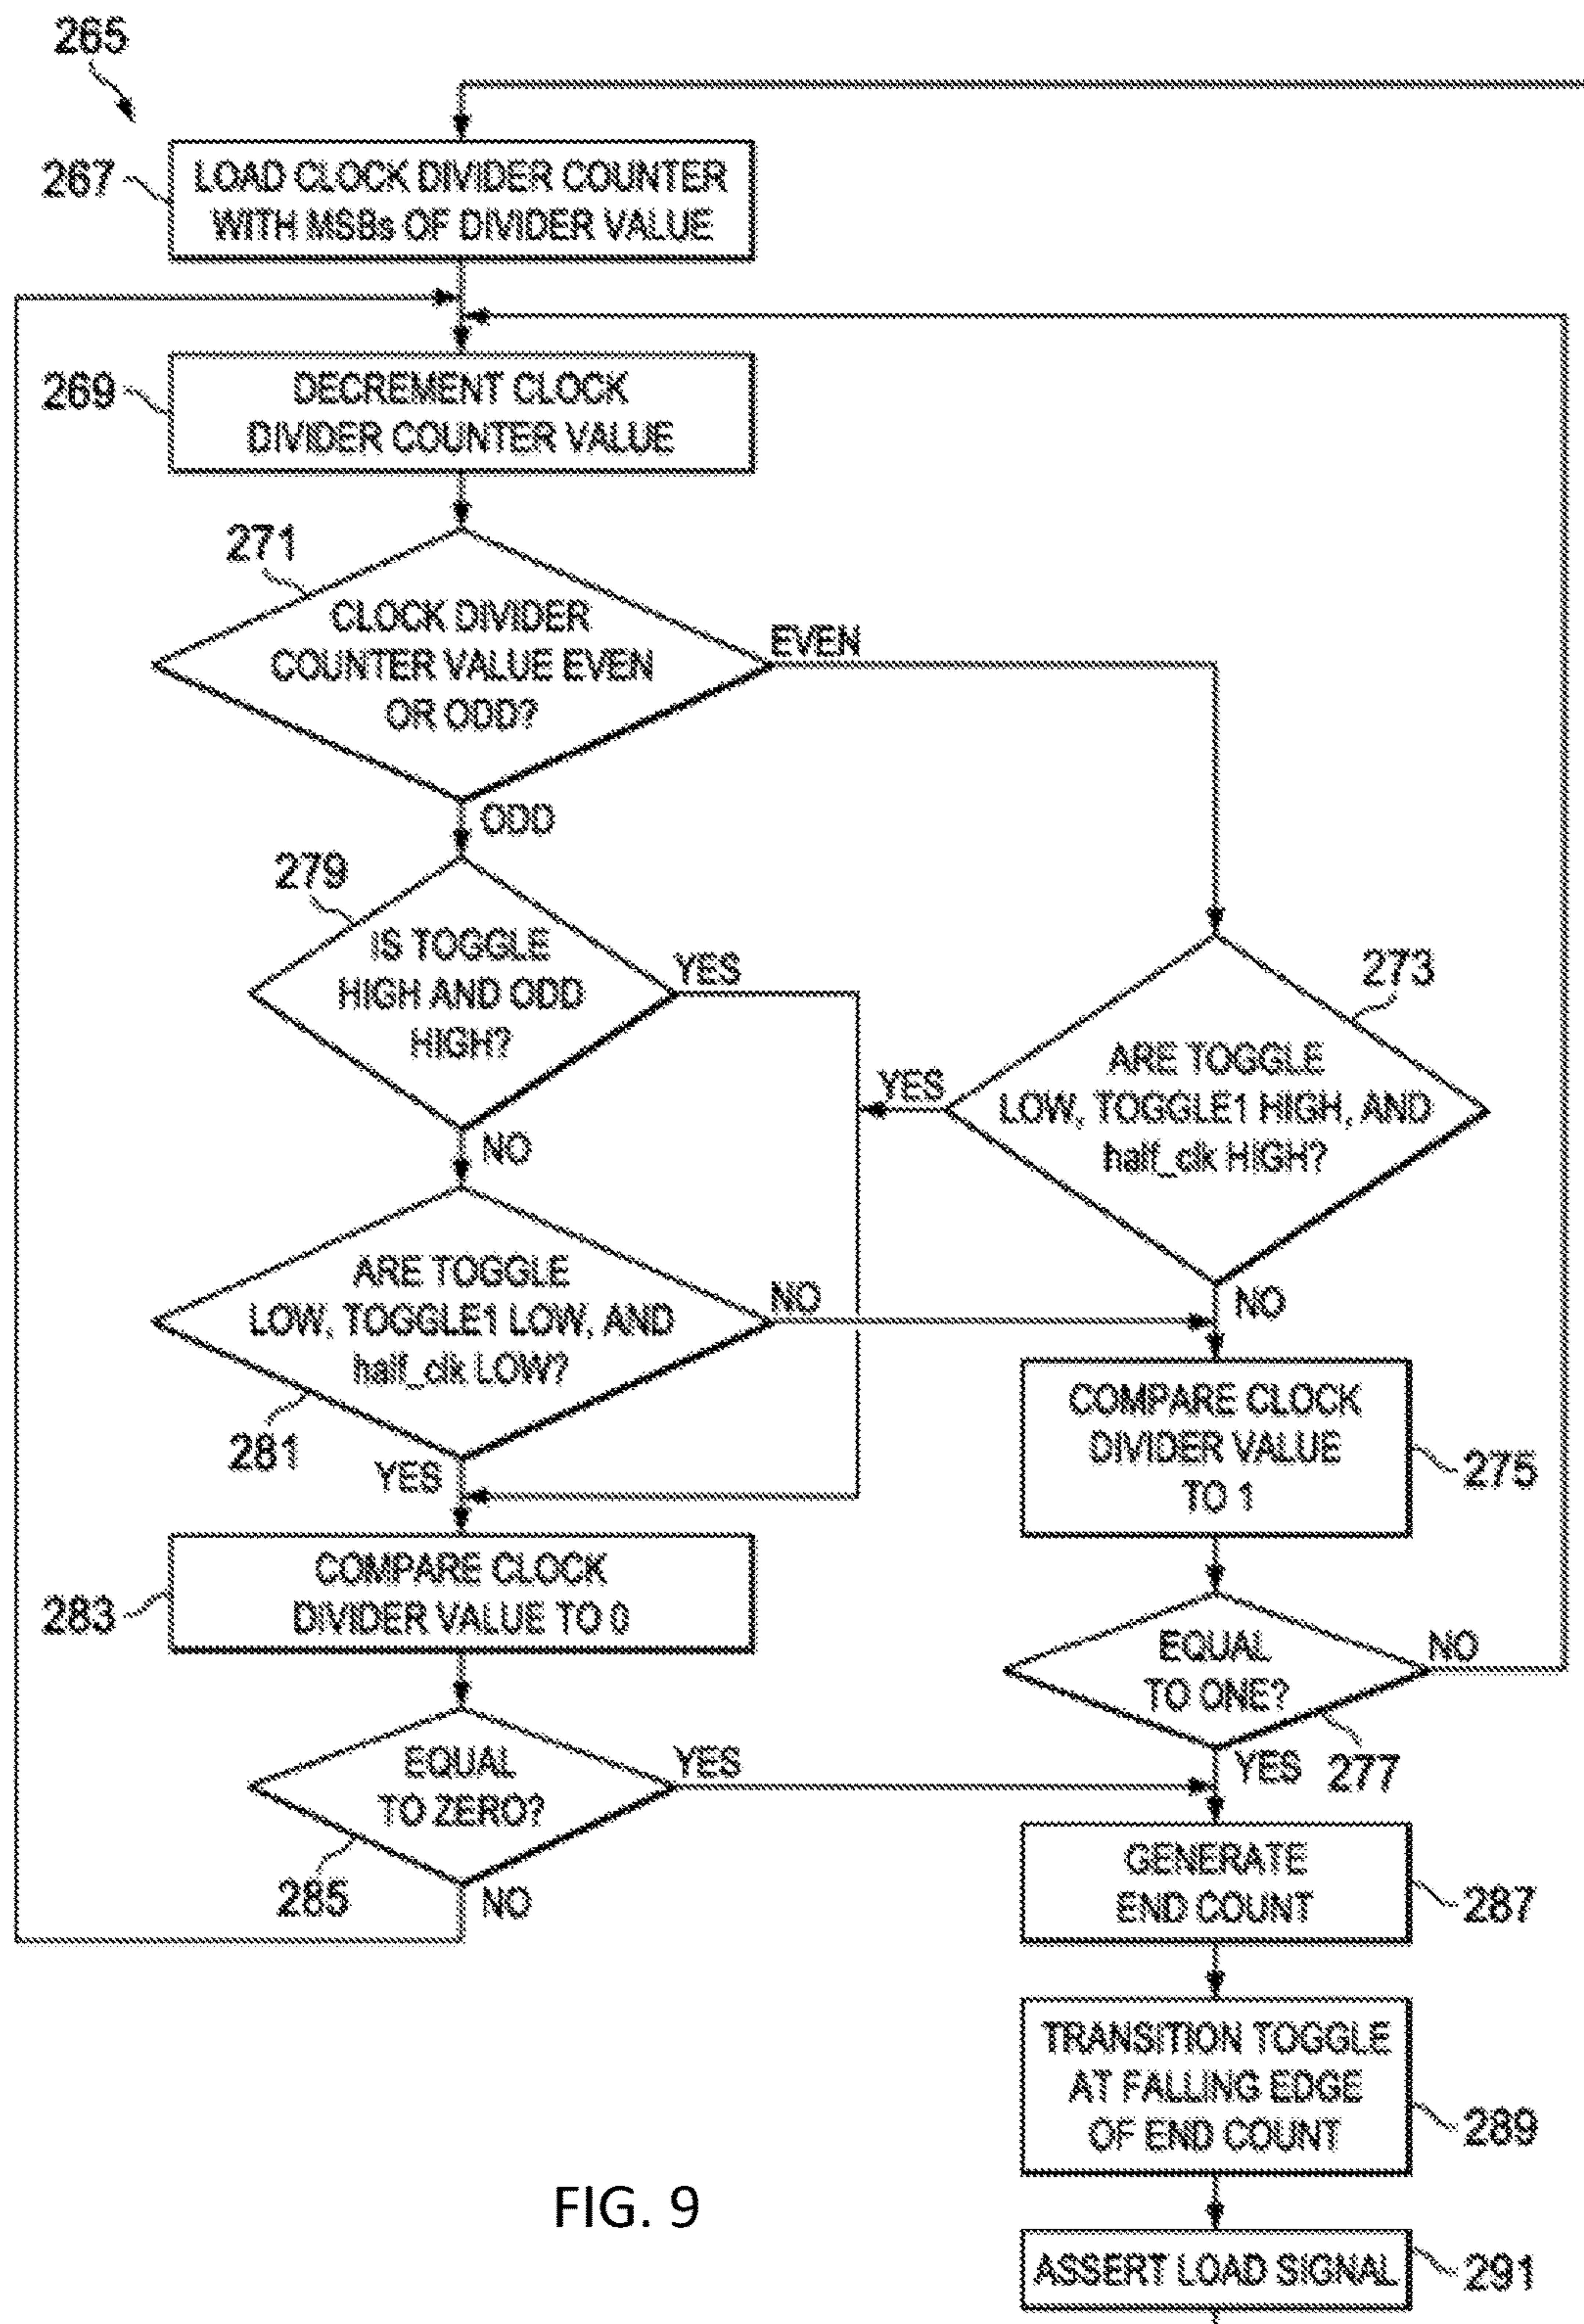 265
267
LOAD CLOCK DIVIDER COUNTER
WITH MSBs OF DIVIDER VALUE
269
DECREMENT CLOCK
DIVIDER COUNTER VALUE
271
CLOCK DIVIDER
COUNTER VALUE EVEN
OR ODD?
EVEN
ODD
279
IS TOGGLE
HIGH AND ODD
HIGH?
YES
NO
273
ARE TOGGLE
LOW, TOGGLE1 HIGH, AND
half_clk HIGH?
YES
NO
ARE TOGGLE
LOW, TOGGLE1 LOW, AND
half_clk LOW?
NO
281
YES
COMPARE CLOCK
DIVIDER VALUE
TO 1
275
283
COMPARE CLOCK
DIVIDER VALUE TO 0
EQUAL
TO ONE?
NO
YES
277
EQUAL
TO ZERO?
YES
285
NO
GENERATE
END COUNT
287
TRANSITION TOGGLE
AT FALLING EDGE
OF END COUNT
289
FIG. 9
ASSERT LOAD SIGNAL
291